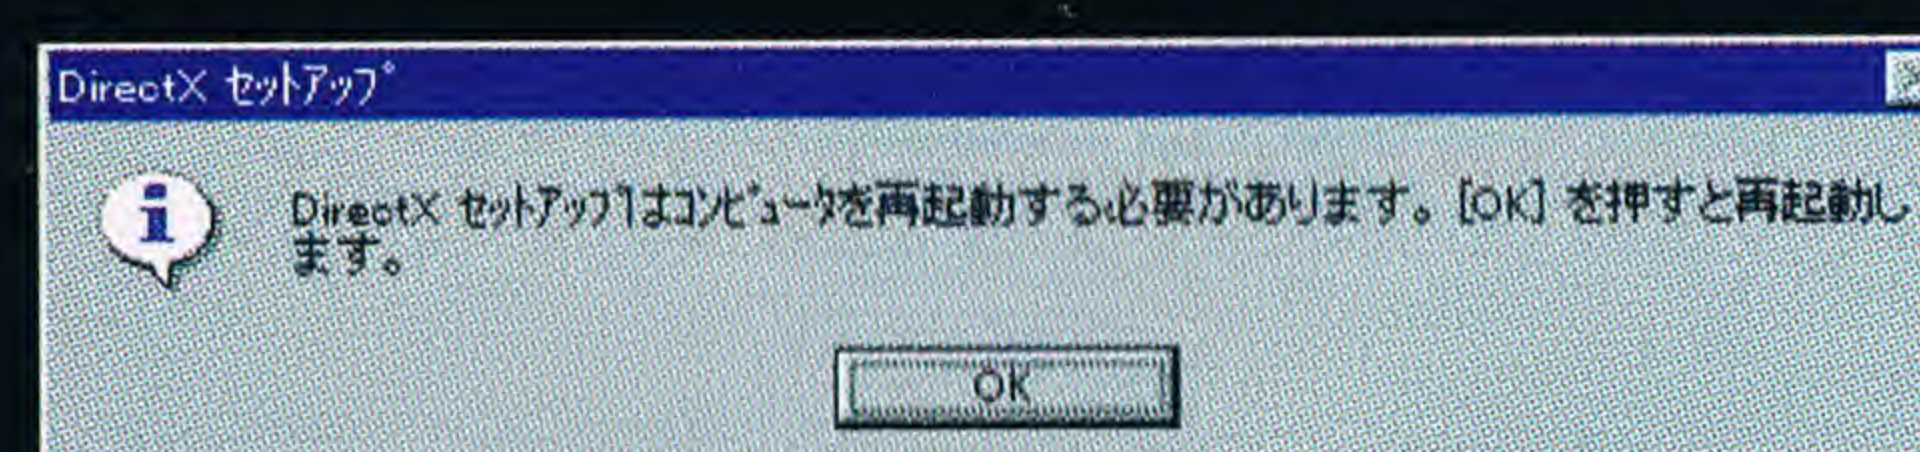 DirectX ｾｯﾄｱｯﾌﾟ
DirectX ｾｯﾄｱｯﾌﾟはｺﾝﾋﾟｭｰﾀを再起動する必要があります。[OK] を押すと再起動し
ます。
OK